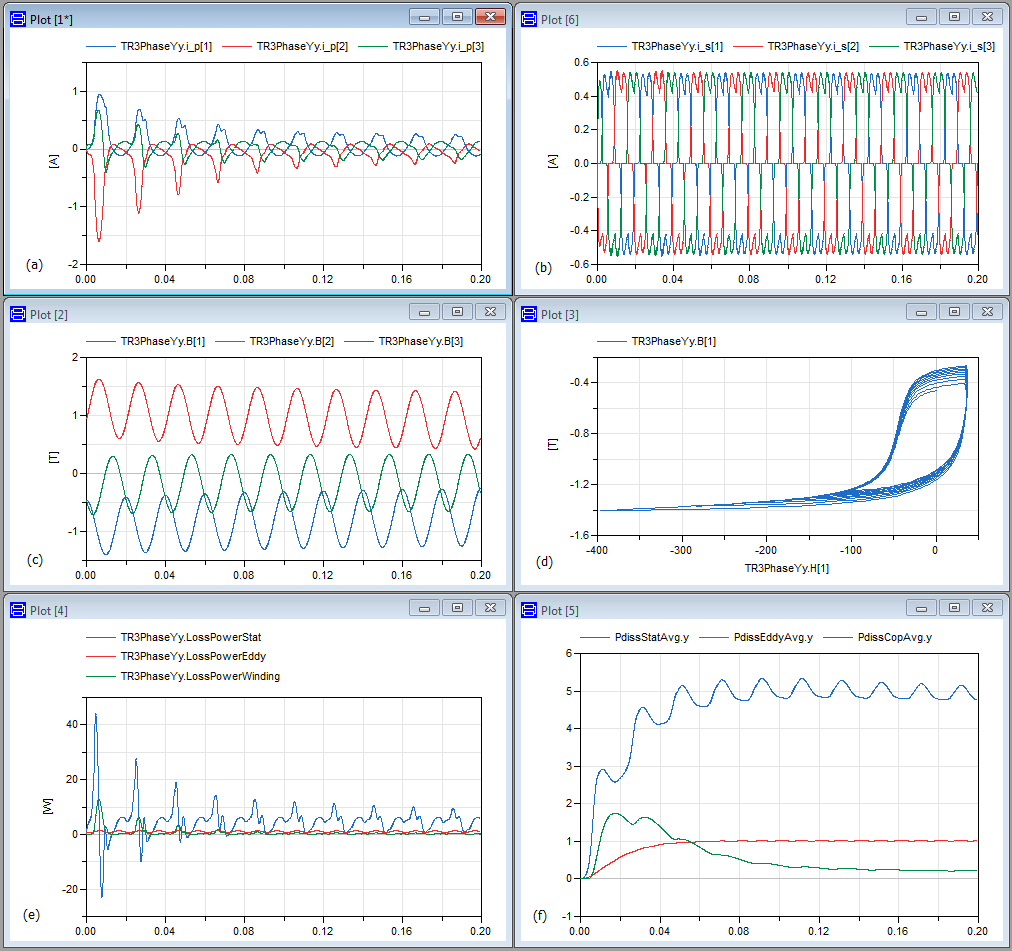 Plot [1*]
TR3PhaseYy.i_p[1] TR3PhaseYy.i_p[2] TR3PhaseYy.i_p[3]
1
0
-1
-2
[A]
0.00 0.04 0.08 0.12 0.16 0.20
(a)
Plot [6]
TR3PhaseYy.i_s[1] TR3PhaseYy.i_s[2] TR3PhaseYy.i_s[3]
0.6
0.4
0.2
0.0
-0.2
-0.4
-0.6
[A]
0.00 0.04 0.08 0.12 0.16 0.20
(b)
Plot [2]
TR3PhaseYy.B[1] TR3PhaseYy.B[2] TR3PhaseYy.B[3]
2
1
0
-1
[T]
0.00 0.04 0.08 0.12 0.16 0.20
(c)
Plot [3]
TR3PhaseYy.B[1]
-0.4
-0.8
-1.2
-1.6
[T]
-400 -300 -200 -100 0
TR3PhaseYy.H[1]
(d)
Plot [4]
TR3PhaseYy.LossPowerStat
TR3PhaseYy.LossPowerEddy
TR3PhaseYy.LossPowerWinding
40
20
0
-20
[W]
0.00 0.04 0.08 0.12 0.16 0.20
(e)
Plot [5]
PdissStatAvg.y PdissEddyAvg.y PdissCopAvg.y
6
5
4
3
2
1
0
-1
0.00 0.04 0.08 0.12 0.16 0.20
(f)